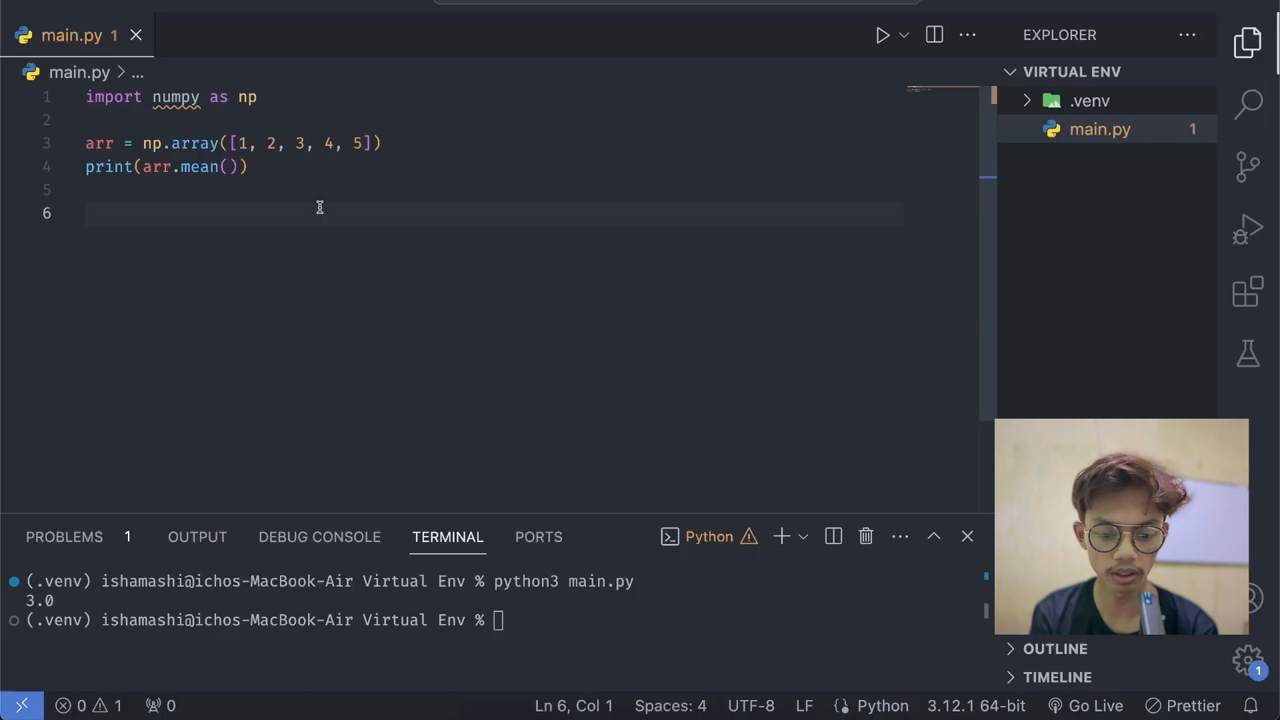 main.py 1
EXPLORER
main.py > ...
VIRTUAL ENV
1 import numpy as np
.venv
2
main.py 1
3 arr = np.array([1, 2, 3, 4, 5])
4 print(arr.mean())
5
6
PROBLEMS 1 OUTPUT DEBUG CONSOLE TERMINAL PORTS
Python
(.venv) ishamashi@ichos-MacBook-Air Virtual Env % python3 main.py
3.0
(.venv) ishamashi@ichos-MacBook-Air Virtual Env %
OUTLINE
TIMELINE
1
0 1 0
Ln 6, Col 1 Spaces: 4 UTF-8 LF Python 3.12.1 64-bit Go Live Prettier